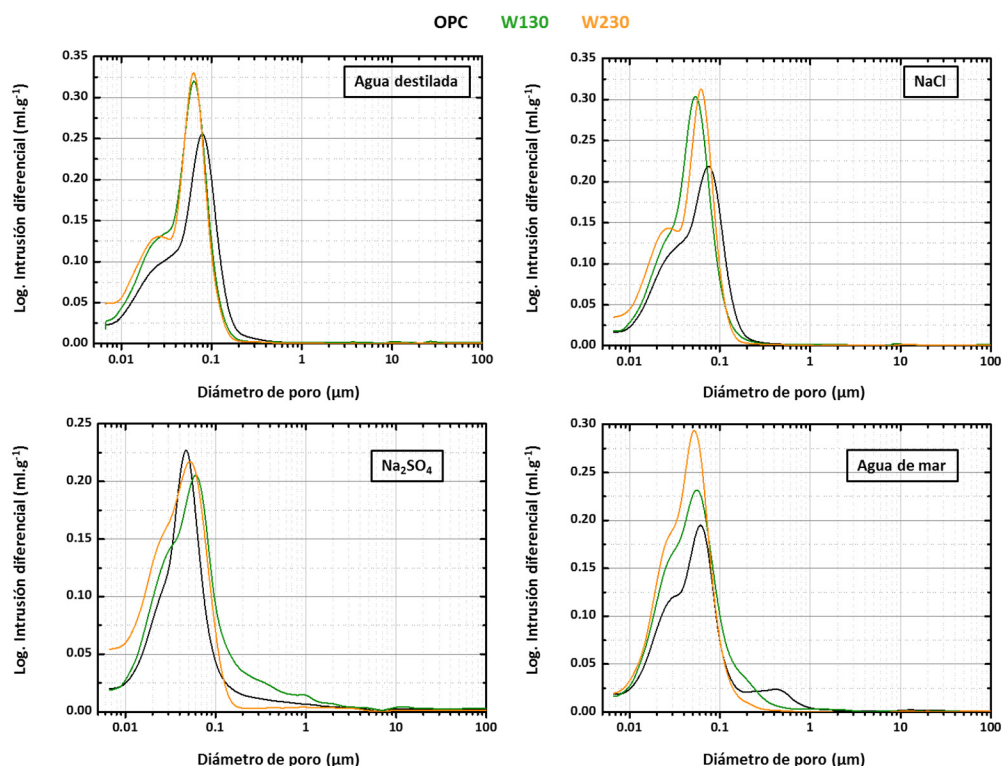 OPC W130 W230
Agua destilada
Log. Intrusión diferencial (ml.g⁻¹)
0.35
0.30
0.25
0.20
0.15
0.10
0.05
0.00
0.01 0.1 1 10 100
Diámetro de poro (µm)
NaCl
Log. Intrusión diferencial (ml.g⁻¹)
0.35
0.30
0.25
0.20
0.15
0.10
0.05
0.00
0.01 0.1 1 10 100
Diámetro de poro (µm)
Na₂SO₄
Log. Intrusión diferencial (ml.g⁻¹)
0.25
0.20
0.15
0.10
0.05
0.00
0.01 0.1 1 10 100
Diámetro de poro (µm)
Agua de mar
Log. Intrusión diferencial (ml.g⁻¹)
0.30
0.25
0.20
0.15
0.10
0.05
0.00
0.01 0.1 1 10 100
Diámetro de poro (µm)